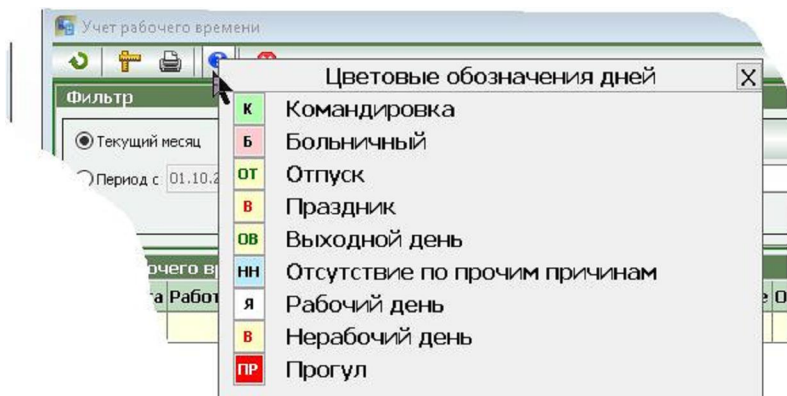 Учет рабочего времени
Цветовые обозначения дней X
Фильтр
К Командировка
Текущий месяц
Б Больничный
ОТ Отпуск
Период с 01.10.2
В Праздник
ОВ Выходной день
НН Отсутствие по прочим причинам
Работ
Я Рабочий день
В Нерабочий день
ПР Прогул